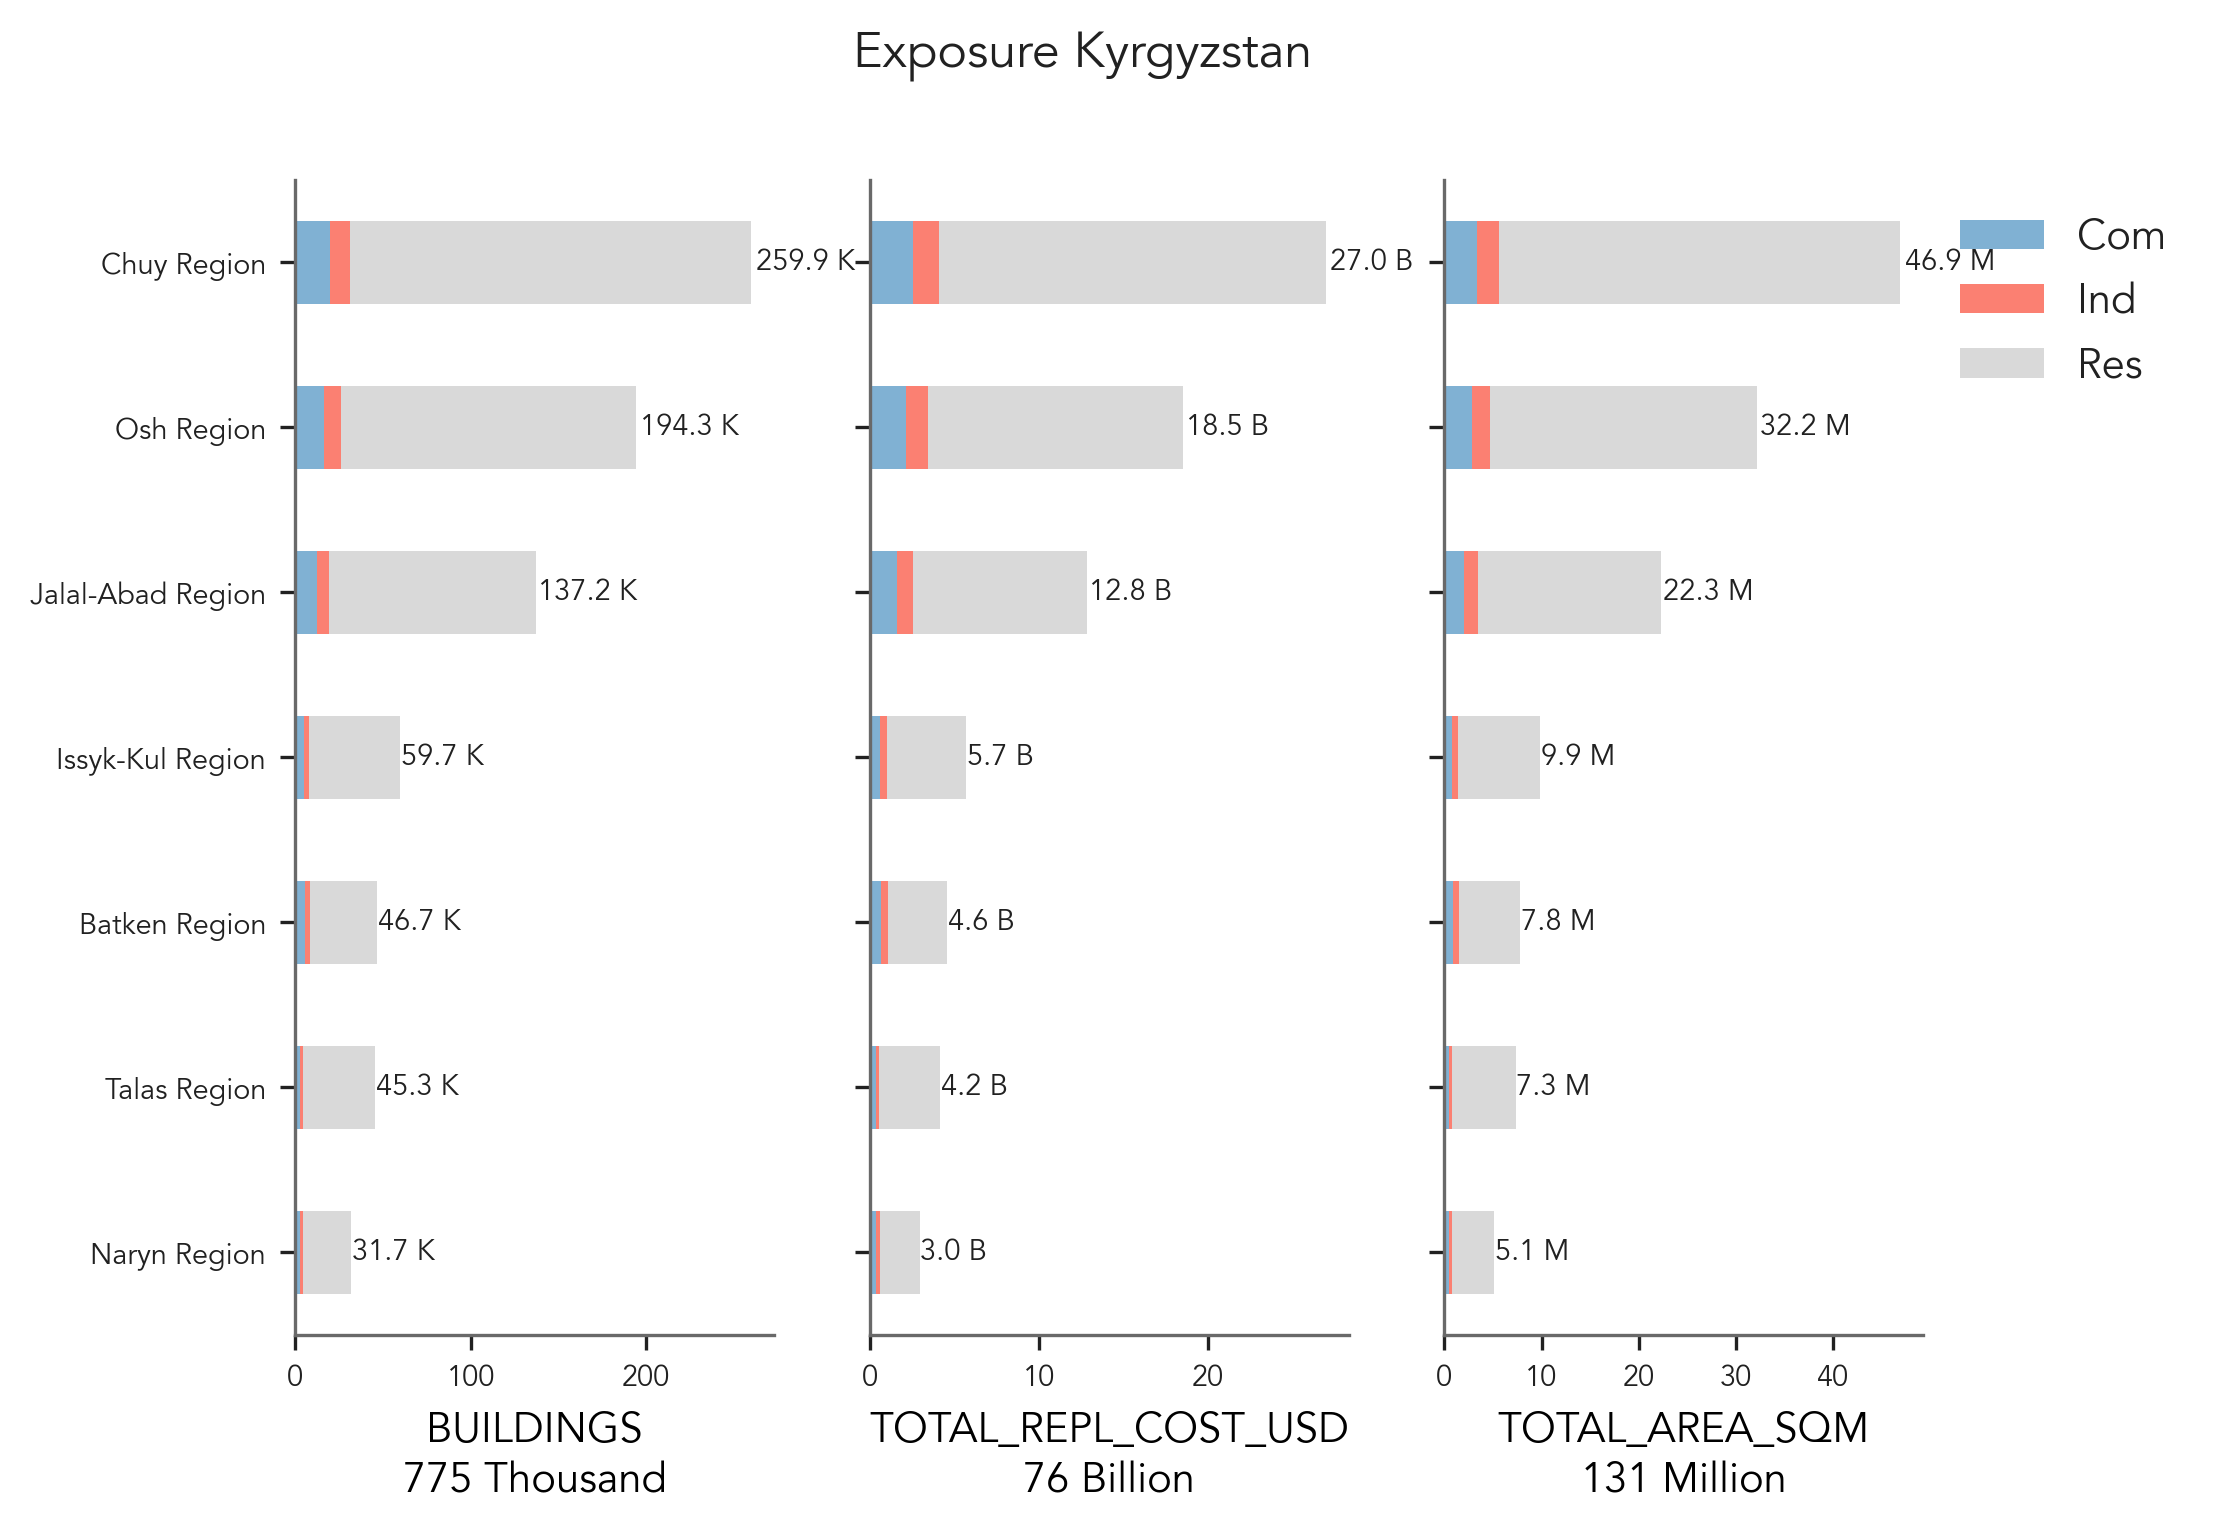 Exposure Kyrgyzstan
Chuy Region
Osh Region
Jalal-Abad Region
Issyk-Kul Region
Batken Region
Talas Region
Naryn Region
259.9 K
194.3 K
137.2 K
59.7 K
46.7 K
45.3 K
31.7 K
0 100 200
BUILDINGS
775 Thousand
27.0 B
18.5 B
12.8 B
5.7 B
4.6 B
4.2 B
3.0 B
0 10 20
TOTAL_REPL_COST_USD
76 Billion
46.9 M
32.2 M
22.3 M
9.9 M
7.8 M
7.3 M
5.1 M
0 10 20 30 40
TOTAL_AREA_SQM
131 Million
Com
Ind
Res